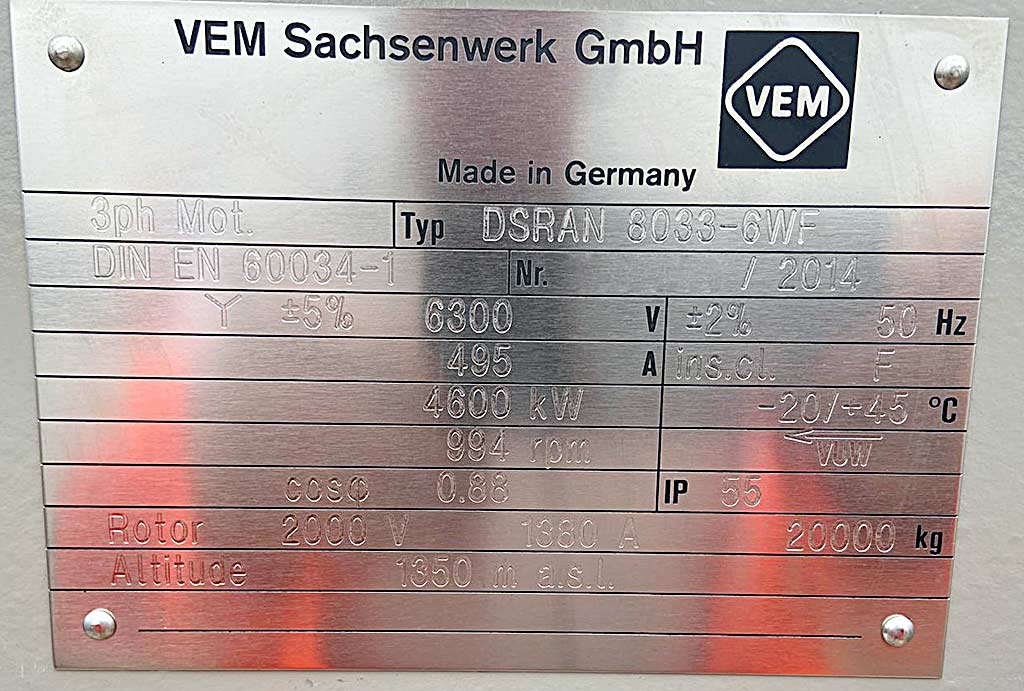 VEM Sachsenwerk GmbH
VEM
Made in Germany
3ph Mot. Typ DSRAN 8033-6WF
DIN EN 60034-1 Nr. / 2014
Y ±5% 6300 V ±2% 50 Hz
495 A ins.cl. F
4600 kW -20/+45 °C
994 rpm VUW
cosφ 0.88 IP 55
Rotor 2000 V 1380 A 20000 kg
Altitude 1350 m a.s.l.